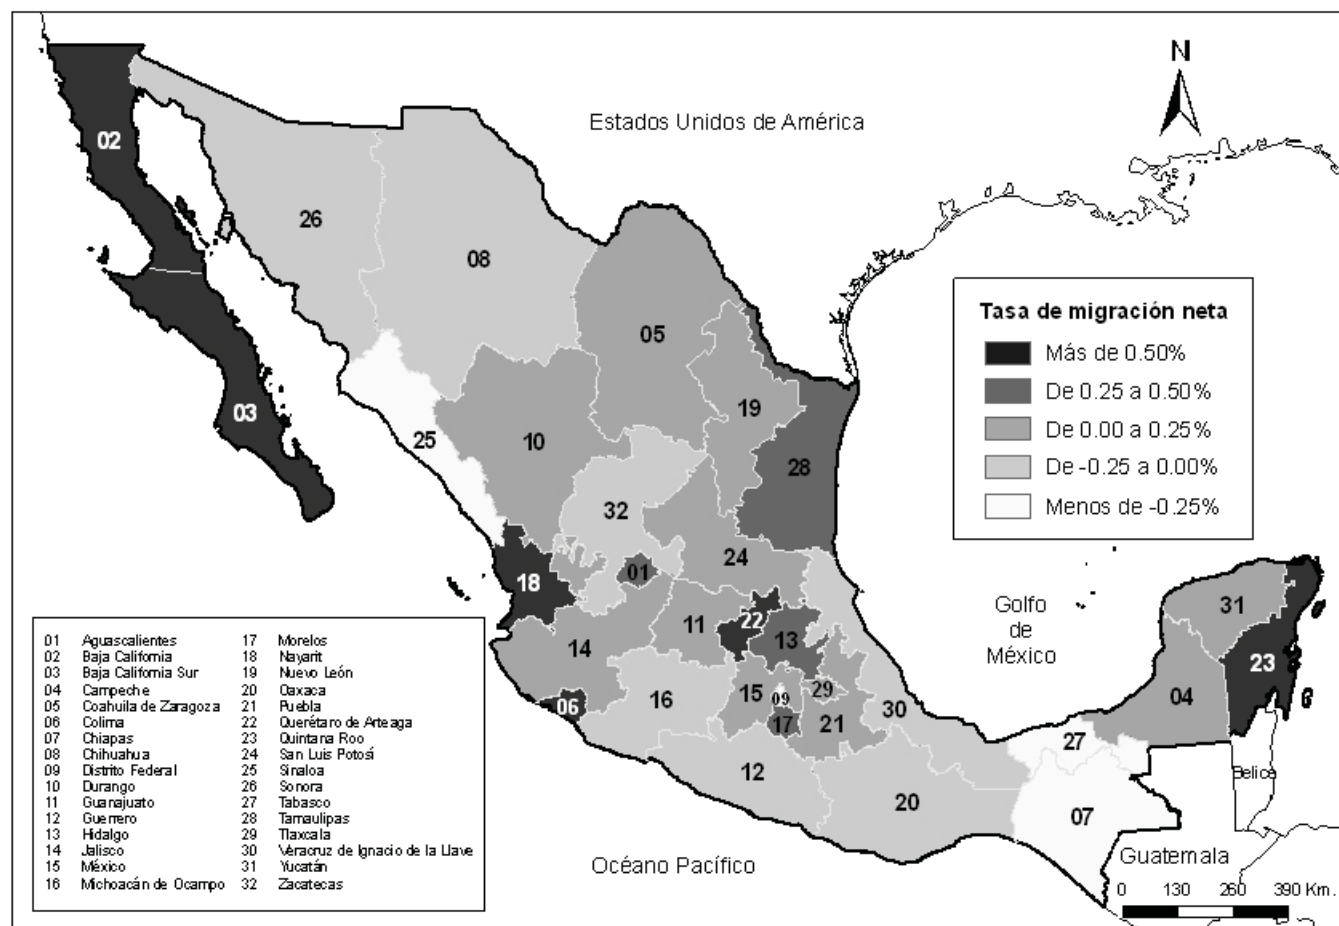 N
Estados Unidos de América
02
26
08
05
03
25
10
19
28
32
01
24
18
14
11
22
13
06
16
15
09
29
17
21
30
12
20
27
07
04
31
23
Tasa de migración neta
Más de 0.50%
De 0.25 a 0.50%
De 0.00 a 0.25%
De -0.25 a 0.00%
Menos de -0.25%
Golfo
de
México
Belice
Guatemala
Océano Pacífico
0 130 260 390 Km.
01 Aguascalientes 17 Morelos
02 Baja California 18 Nayarit
03 Baja California Sur 19 Nuevo León
04 Campeche 20 Oaxaca
05 Coahuila de Zaragoza 21 Puebla
06 Colima 22 Querétaro de Arteaga
07 Chiapas 23 Quintana Roo
08 Chihuahua 24 San Luis Potosí
09 Distrito Federal 25 Sinaloa
10 Durango 26 Sonora
11 Guanajuato 27 Tabasco
12 Guerrero 28 Tamaulipas
13 Hidalgo 29 Tlaxcala
14 Jalisco 30 Veracruz de Ignacio de la Llave
15 México 31 Yucatán
16 Michoacán de Ocampo 32 Zacatecas